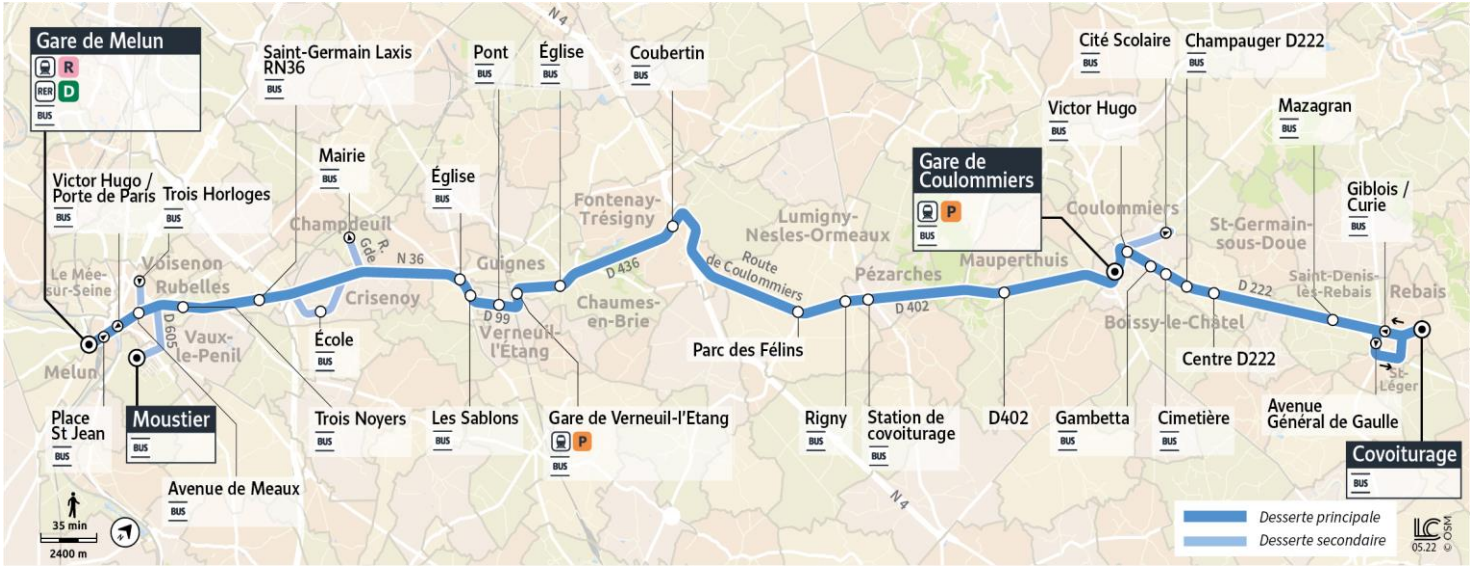 Gare de Melun
R
RER D
BUS
Saint-Germain Laxis
RN36
BUS
Pont
BUS
Église
BUS
Coubertin
BUS
Cité Scolaire
BUS
Champauger D222
BUS
N 4
Victor Hugo
BUS
Mazagran
BUS
Mairie
BUS
Église
BUS
Gare de
Coulommiers
P
BUS
Victor Hugo /
Porte de Paris
BUS
Trois Horloges
BUS
Giblois /
Curie
BUS
Champdeuil
R. Gde
Fontenay-
Trésigny
Lumigny-
Nesles-Ormeaux
Coulommiers
St-Germain-
sous-Doue
Le Mée-
sur-Seine
Voisenon
Rubelles
N 36
Guignes
D 436
Route
de Coulommiers
Pézarches
Mauperthuis
Saint-Denis-
lès-Rebais
Rebais
D 222
Crisenoy
Chaumes-
en-Brie
D 402
D 605
Vaux-
le-Penil
D 99
Verneuil
l'Étang
Boissy-le-Châtel
École
BUS
Parc des Félins
Centre D222
Melun
St-
Léger
Place
St Jean
BUS
Moustier
BUS
Trois Noyers
BUS
Les Sablons
BUS
Gare de Verneuil-l'Etang
P
BUS
Rigny
BUS
Station de
covoiturage
BUS
D402
Gambetta
BUS
Cimetière
BUS
Avenue
Général de Gaulle
Covoiturage
BUS
Avenue de Meaux
BUS
N 4
35 min
2400 m
N
Desserte principale
Desserte secondaire
LC
05.22
© OSM